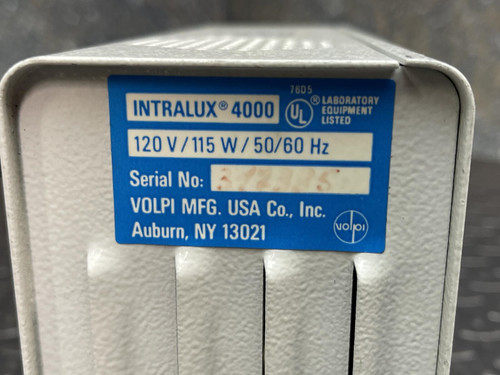 76D5
INTRALUX® 4000
UL ® LABORATORY
EQUIPMENT
LISTED
120 V / 115 W / 50/60 Hz
Serial No:
VOLPI MFG. USA Co., Inc.
Auburn, NY 13021
volpi